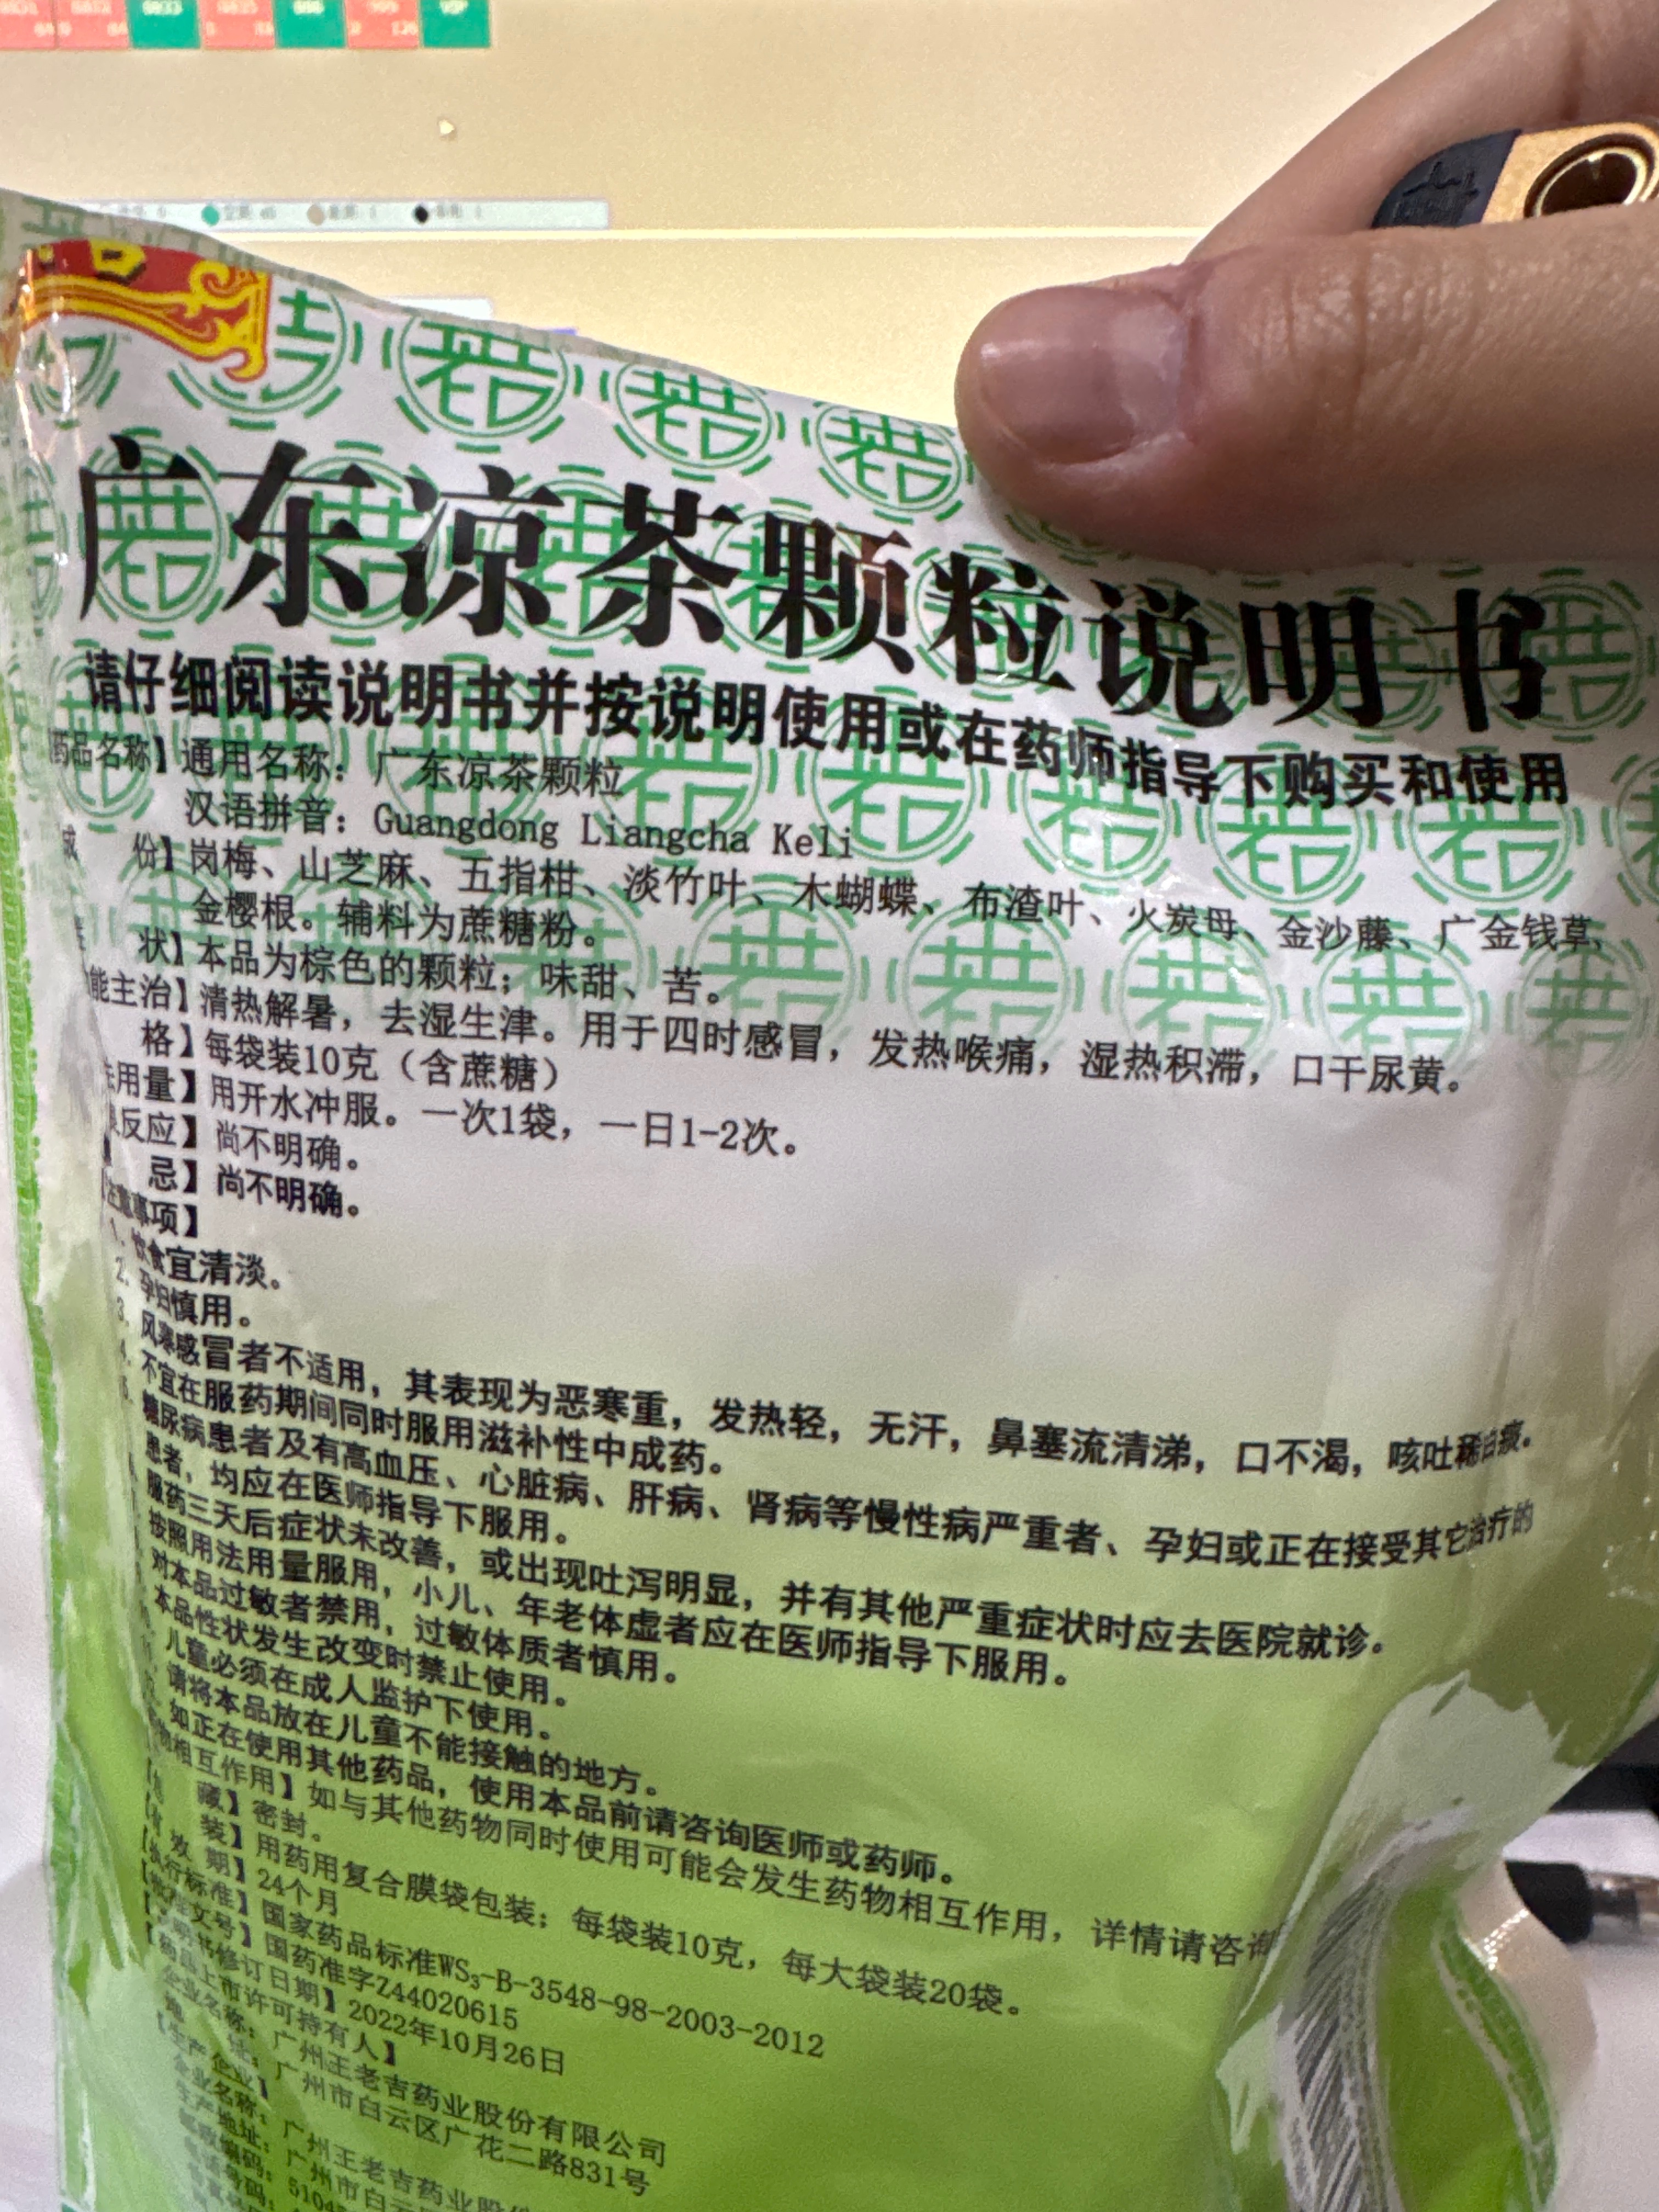 广东凉茶颗粒说明书
请仔细阅读说明书并按说明使用或在药师指导下购买和使用
药品名称】通用名称：广东凉茶颗粒
汉语拼音：Guangdong Liangcha Keli
成 份】岗梅、山芝麻、五指柑、淡竹叶、木蝴蝶、布渣叶、火炭母、金沙藤、广金钱草、
金樱根。辅料为蔗糖粉。
状】本品为棕色的颗粒；味甜、苦。
能主治】清热解暑，去湿生津。用于四时感冒，发热喉痛，湿热积滞，口干尿黄。
格】每袋装10克（含蔗糖）
用量】用开水冲服。一次1袋，一日1-2次。
反应】尚不明确。
忌】尚不明确。
注意事项】
1. 饮食宜清淡。
2. 孕妇慎用。
3. 风寒感冒者不适用，其表现为恶寒重，发热轻，无汗，鼻塞流清涕，口不渴，咳吐稀白痰。
4. 不宜在服药期间同时服用滋补性中成药。
5. 糖尿病患者及有高血压、心脏病、肝病、肾病等慢性病严重者、孕妇或正在接受其它治疗的
患者，均应在医师指导下服用。
服药三天后症状未改善，或出现吐泻明显，并有其他严重症状时应去医院就诊。
按照用法用量服用，小儿、年老体虚者应在医师指导下服用。
对本品过敏者禁用，过敏体质者慎用。
本品性状发生改变时禁止使用。
儿童必须在成人监护下使用。
请将本品放在儿童不能接触的地方。
如正在使用其他药品，使用本品前请咨询医师或药师。
物相互作用】如与其他药物同时使用可能会发生药物相互作用，详情请咨询
藏】密封。
装】用药用复合膜袋包装；每袋装10克，每大袋装20袋。
【有 效 期】24个月
【执行标准】国家药品标准WS₃-B-3548-98-2003-2012
【批准文号】国药准字Z44020615
【说明书修订日期】2022年10月26日
【药品上市许可持有人】
企业名称：广州王老吉药业股份有限公司
地 址：广州市白云区广花二路831号
【生产企业】
企业名称：广州王老吉药业股份
生产地址：广州市白云
邮政编码：5104
电话号码：